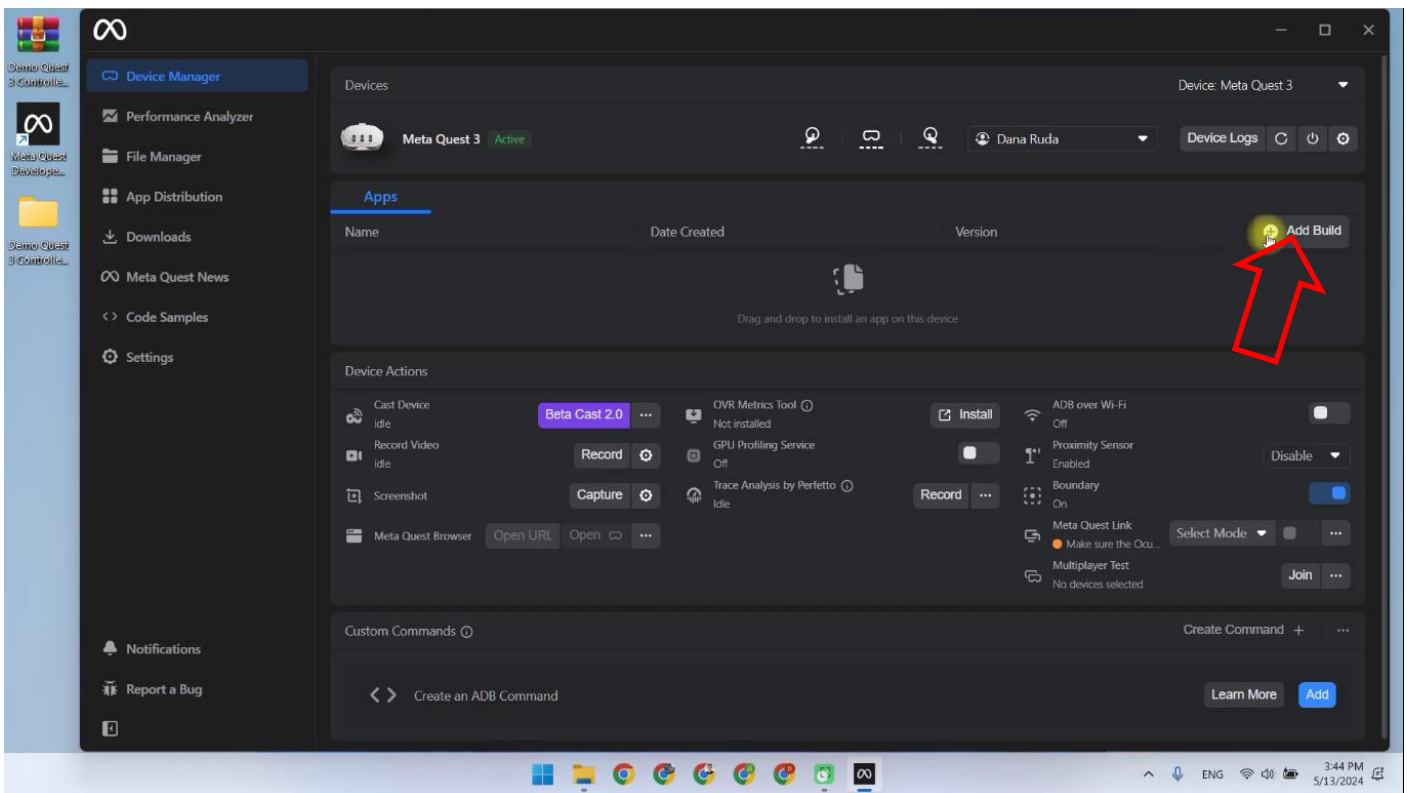 Demo Quest
3 Controlle...
Meta Quest
Develope...
Demo Quest
3 Controlle...
Device Manager
Performance Analyzer
File Manager
App Distribution
Downloads
Meta Quest News
Code Samples
Settings
Notifications
Report a Bug
Devices
Device: Meta Quest 3
Meta Quest 3 Active
Dana Ruda
Device Logs
Apps
Name Date Created Version Add Build
Drag and drop to install an app on this device
Device Actions
Cast Device
Idle
Beta Cast 2.0
Record Video
Idle
Record
Screenshot
Capture
Meta Quest Browser
Open URL
Open
OVR Metrics Tool
Not installed
Install
GPU Profiling Service
Off
Trace Analysis by Perfetto
Idle
Record
ADB over Wi-Fi
Off
Proximity Sensor
Enabled
Disable
Boundary
On
Meta Quest Link
Make sure the Ocu...
Select Mode
Multiplayer Test
No devices selected
Join
Custom Commands
Create Command +
Create an ADB Command
Learn More
Add
ENG
3:44 PM
5/13/2024